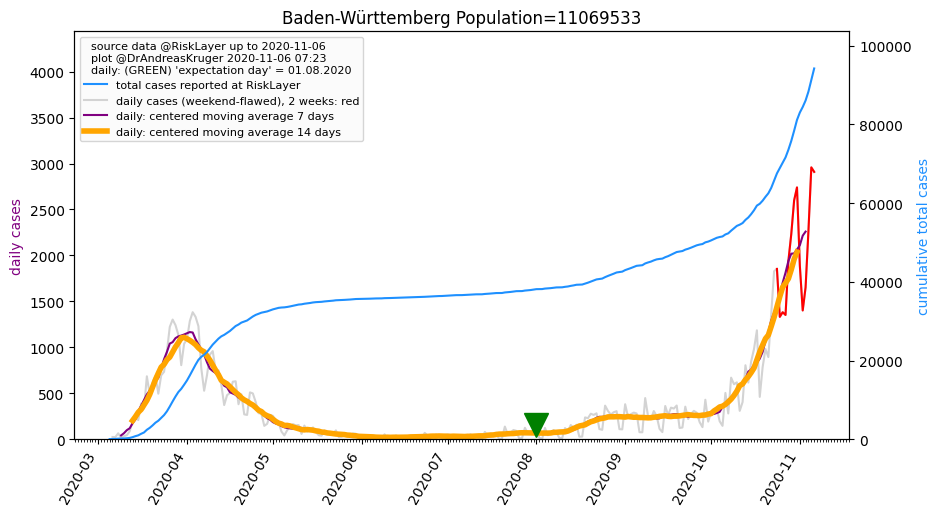 Baden-Württemberg Population=11069533
source data @RiskLayer up to 2020-11-06
plot @DrAndreasKruger 2020-11-06 07:23
daily: (GREEN) 'expectation day' = 01.08.2020
total cases reported at RiskLayer
daily cases (weekend-flawed), 2 weeks: red
daily: centered moving average 7 days
daily: centered moving average 14 days
daily cases
4000
3500
3000
2500
2000
1500
1000
500
0
100000
80000
60000
40000
20000
0
cumulative total cases
2020-03
2020-04
2020-05
2020-06
2020-07
2020-08
2020-09
2020-10
2020-11